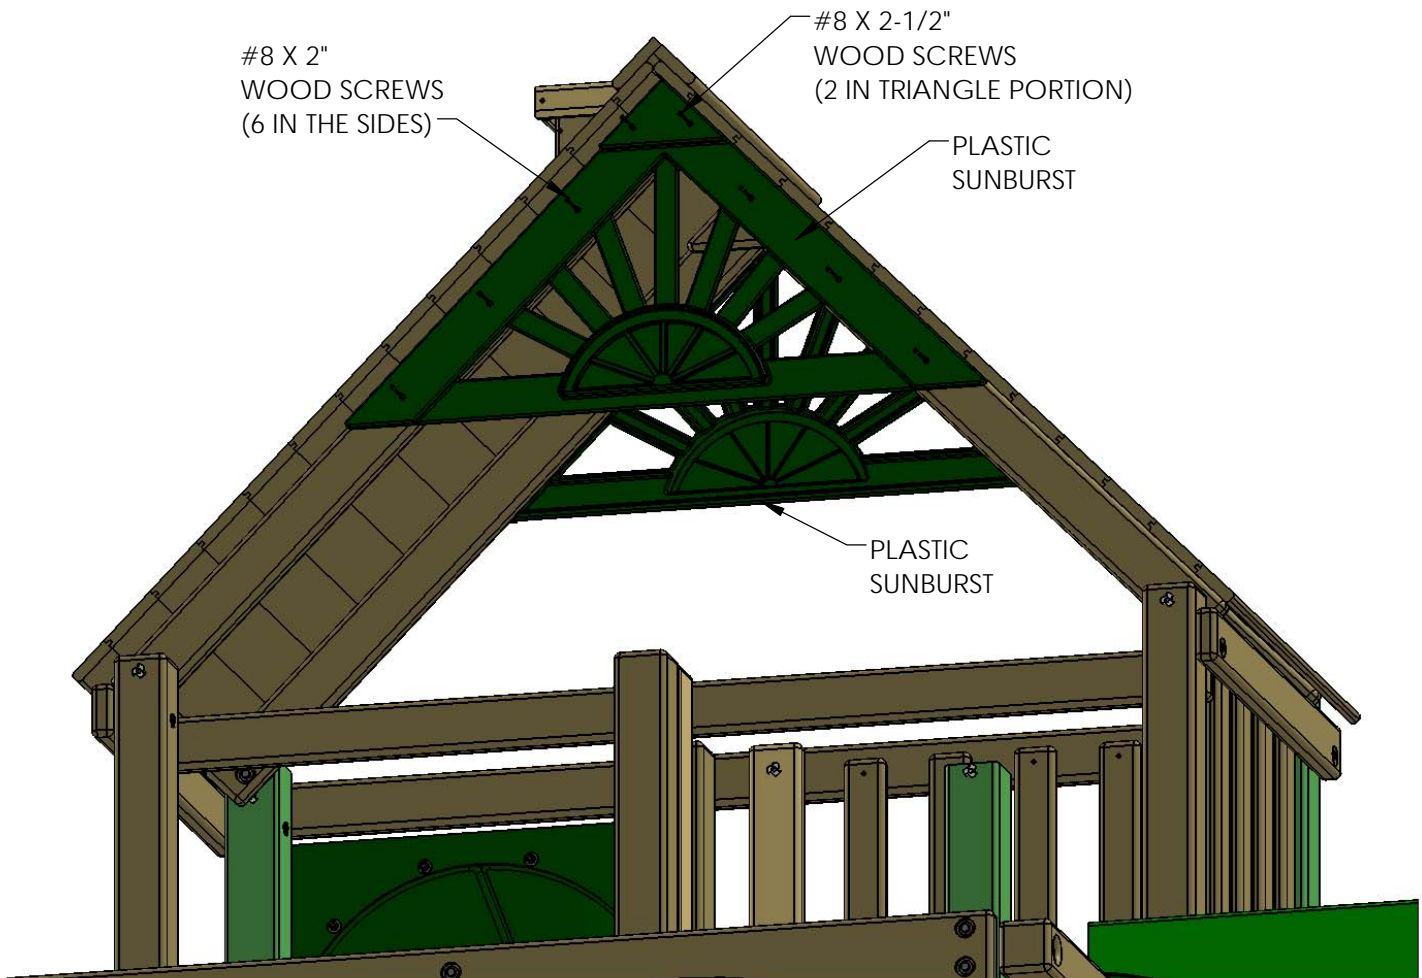 #8 X 2"
WOOD SCREWS
(6 IN THE SIDES)
#8 X 2-1/2"
WOOD SCREWS
(2 IN TRIANGLE PORTION)
PLASTIC
SUNBURST
PLASTIC
SUNBURST